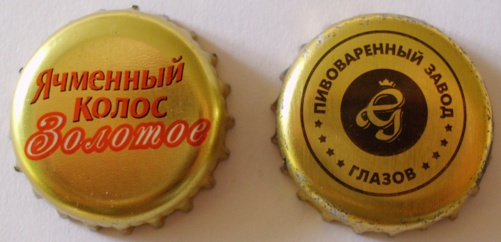 Ячменный
Колос
Золотое
ПИВОВАРЕННЫЙ ЗАВОД
ГЛАЗОВ